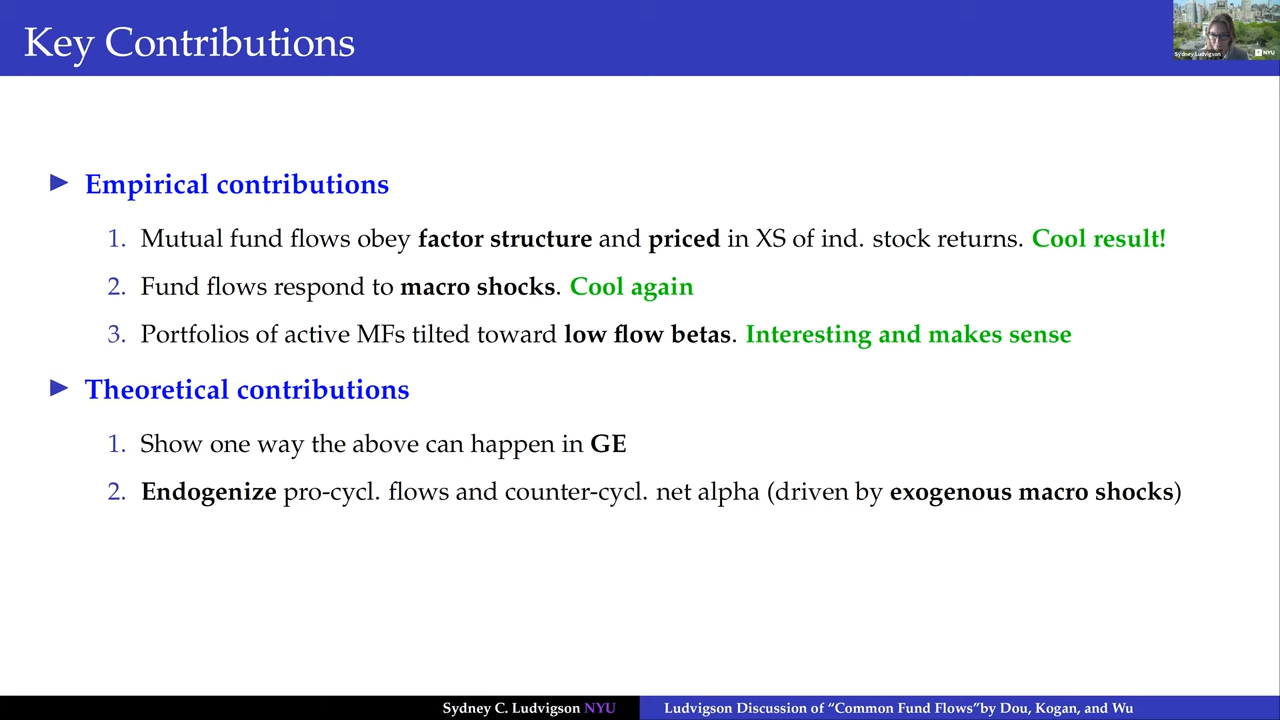 Key Contributions
Sydney Ludvigson
NYU
▶ Empirical contributions
1. Mutual fund flows obey factor structure and priced in XS of ind. stock returns. Cool result!
2. Fund flows respond to macro shocks. Cool again
3. Portfolios of active MFs tilted toward low flow betas. Interesting and makes sense
▶ Theoretical contributions
1. Show one way the above can happen in GE
2. Endogenize pro-cycl. flows and counter-cycl. net alpha (driven by exogenous macro shocks)
Sydney C. Ludvigson NYU
Ludvigson Discussion of “Common Fund Flows”by Dou, Kogan, and Wu